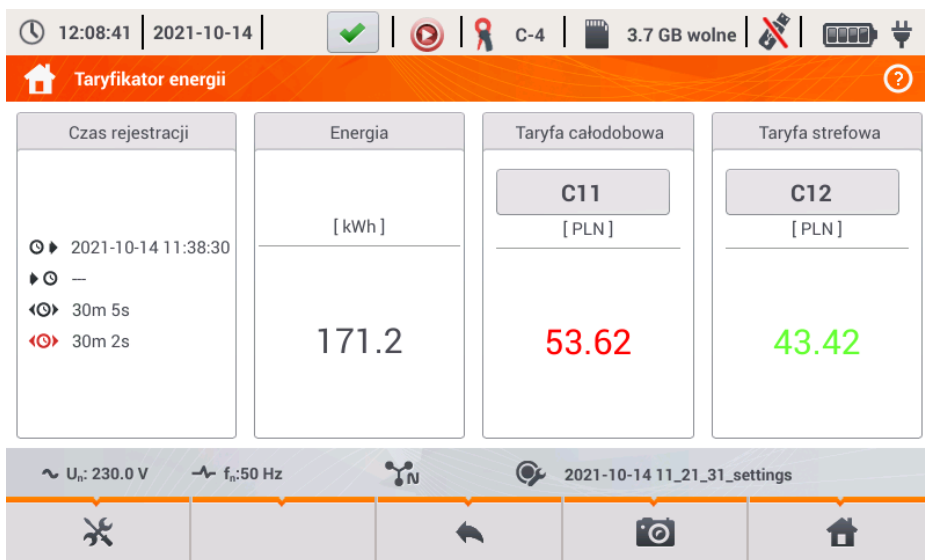 12:08:41 2021-10-14 C-4 3.7 GB wolne
Taryfikator energii ?
Czas rejestracji Energia Taryfa całodobowa Taryfa strefowa
C11 C12
[ kWh ] [ PLN ] [ PLN ]
2021-10-14 11:38:30
---
30m 5s
30m 2s
171.2 53.62 43.42
Un: 230.0 V fn:50 Hz N 2021-10-14 11_21_31_settings